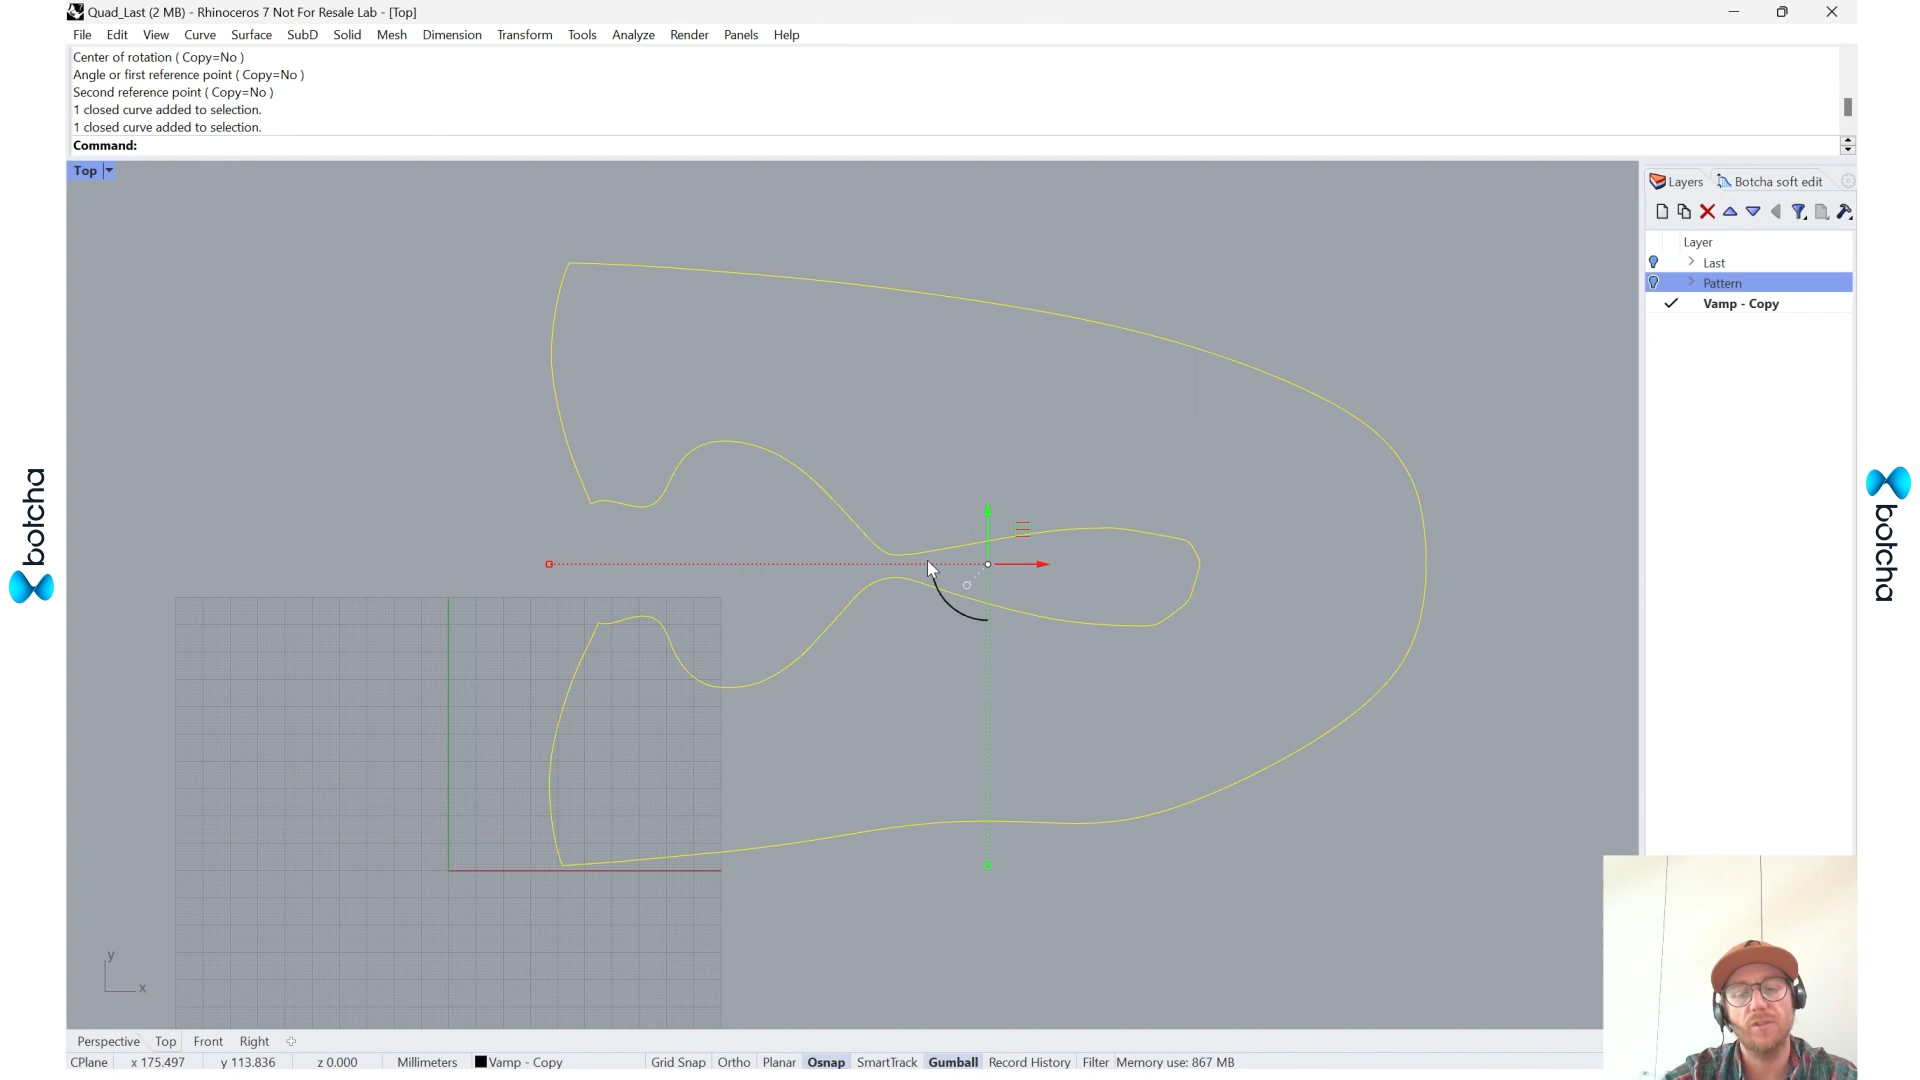 Quad_Last (2 MB) - Rhinoceros 7 Not For Resale Lab - [Top]
File Edit View Curve Surface SubD Solid Mesh Dimension Transform Tools Analyze Render Panels Help
Center of rotation ( Copy=No )
Angle or first reference point ( Copy=No )
Second reference point ( Copy=No )
1 closed curve added to selection.
1 closed curve added to selection.
Command:
Top
Layers Botcha soft edit
Layer
Last
Pattern
Vamp - Copy
botcha
botcha
y
x
Perspective Top Front Right
CPlane x 175.497 y 113.836 z 0.000 Millimeters Vamp - Copy Grid Snap Ortho Planar Osnap SmartTrack Gumball Record History Filter Memory use: 867 MB